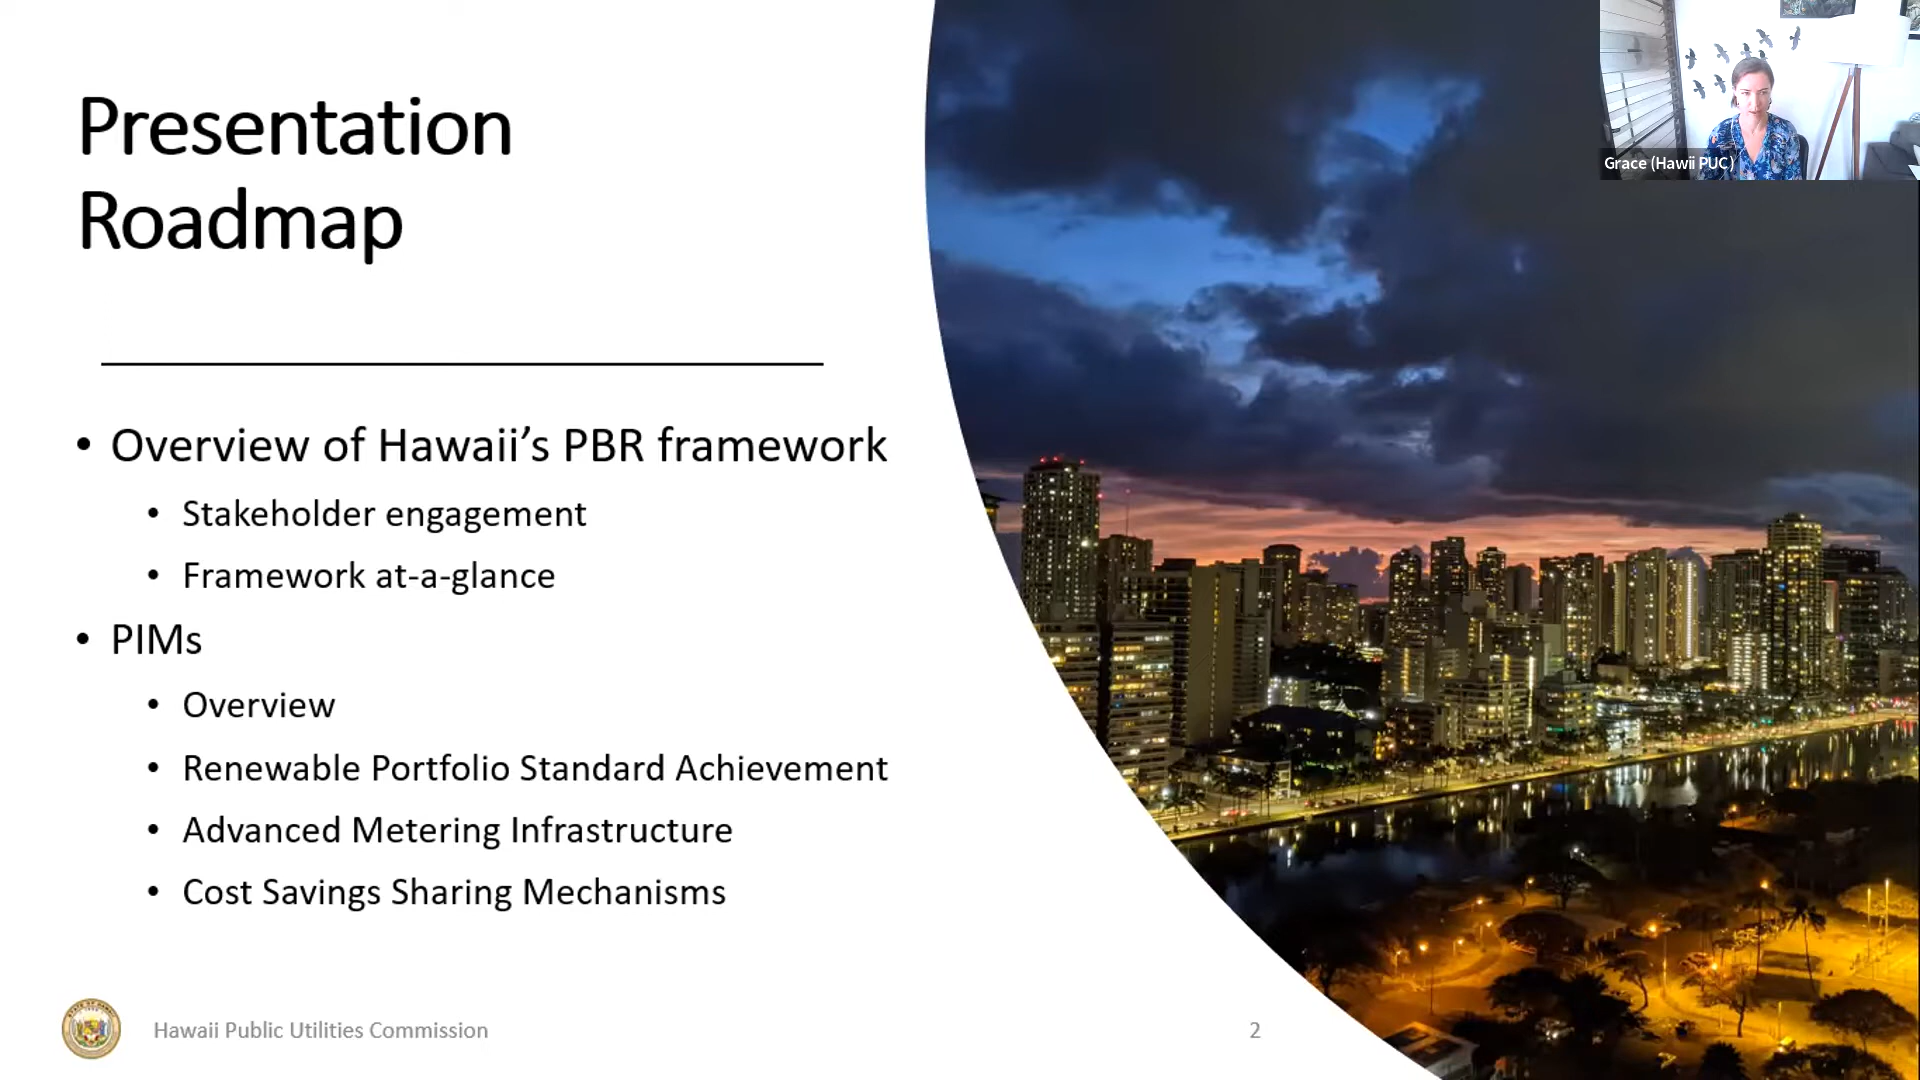 Presentation
Roadmap
Grace (Hawii PUC)
• Overview of Hawaii’s PBR framework
• Stakeholder engagement
• Framework at-a-glance
• PIMs
• Overview
• Renewable Portfolio Standard Achievement
• Advanced Metering Infrastructure
• Cost Savings Sharing Mechanisms
Hawaii Public Utilities Commission
2